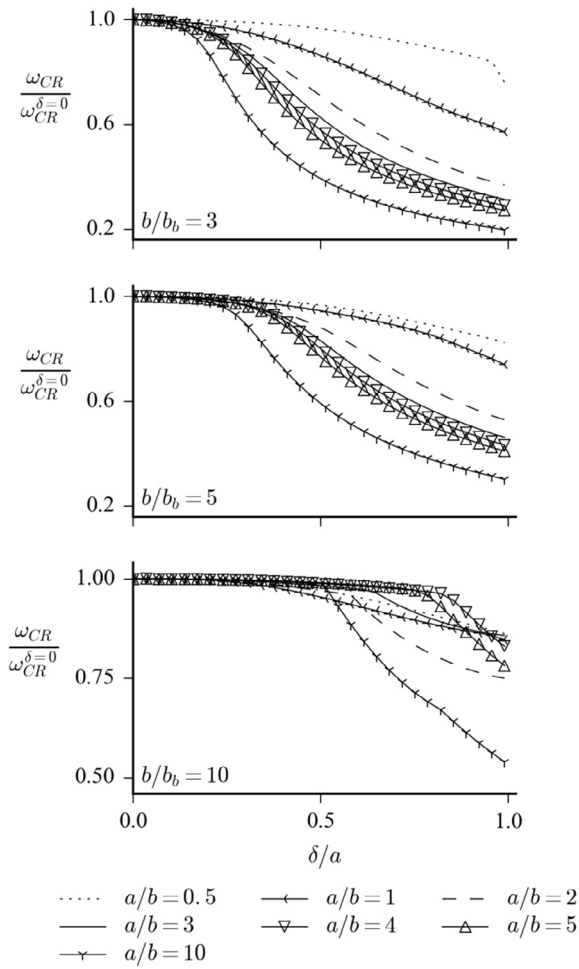 1.0
ω_CR / ω_CR^{δ=0}
0.6
0.2
b/b_b = 3
1.0
ω_CR / ω_CR^{δ=0}
0.6
0.2
b/b_b = 5
1.00
ω_CR / ω_CR^{δ=0}
0.75
0.50
b/b_b = 10
0.0 0.5 1.0
δ/a
a/b = 0.5 a/b = 1 a/b = 2
a/b = 3 a/b = 4 a/b = 5
a/b = 10